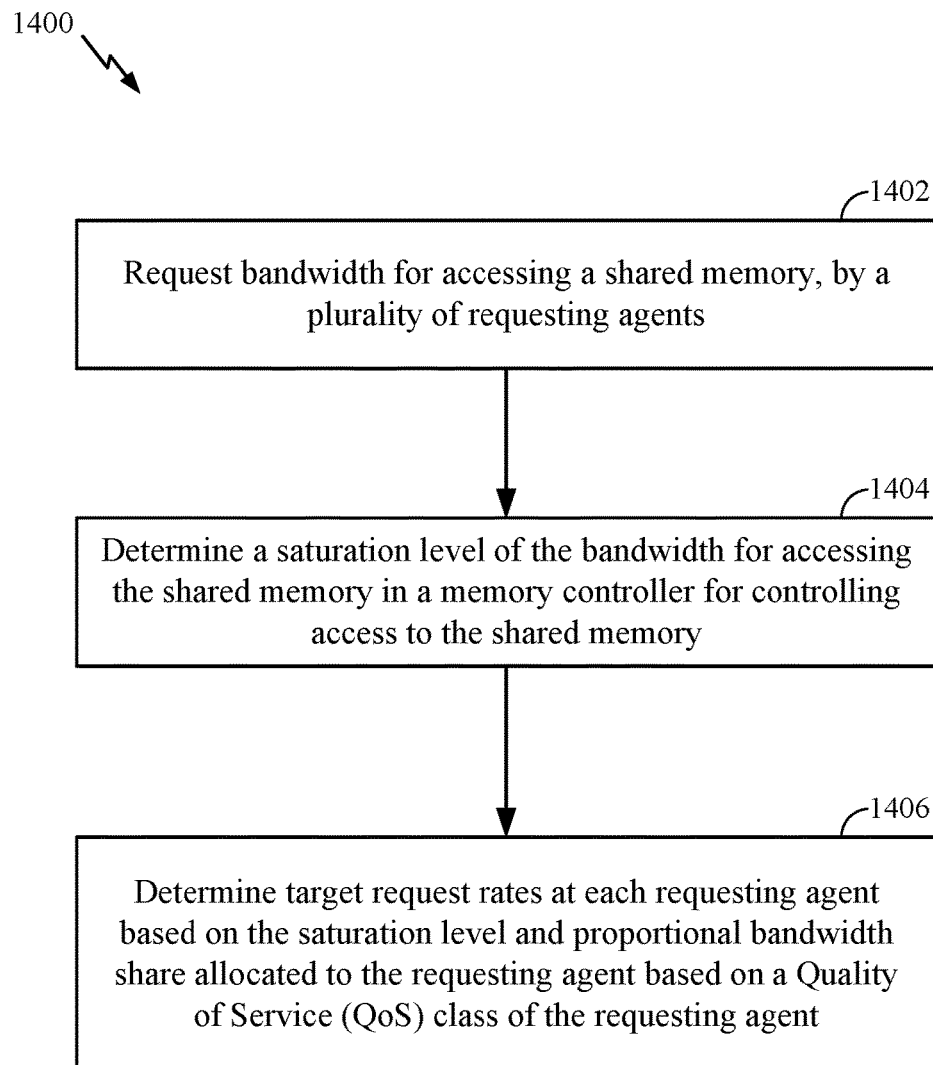 1400
1402
Request bandwidth for accessing a shared memory, by a
plurality of requesting agents
1404
Determine a saturation level of the bandwidth for accessing
the shared memory in a memory controller for controlling
access to the shared memory
1406
Determine target request rates at each requesting agent
based on the saturation level and proportional bandwidth
share allocated to the requesting agent based on a Quality
of Service (QoS) class of the requesting agent